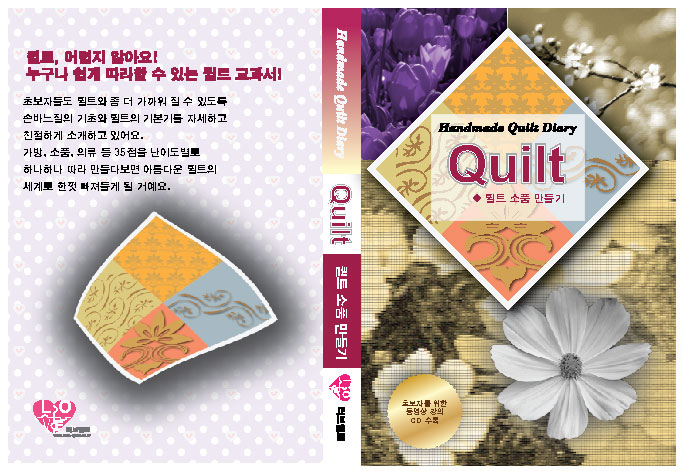 퀼트, 어렵지 않아요!
누구나 쉽게 따라할 수 있는 퀼트 교과서!
초보자들도 퀼트와 좀 더 가까워 질 수 있도록
손바느질의 기초와 퀼트의 기본기를 자세하고
친절하게 소개하고 있어요.
가방, 소품, 의류 등 35점을 난이도별로
하나하나 따라 만들다보면 아름다운 퀼트의
세계로 한껏 빠져들게 될 거예요.
Handmade Quilt Diary
Quilt
퀼트 소품 만들기
Handmade Quilt Diary
Quilt
◆ 퀼트 소품 만들기
초보자를 위한
동영상 강의
CD 수록